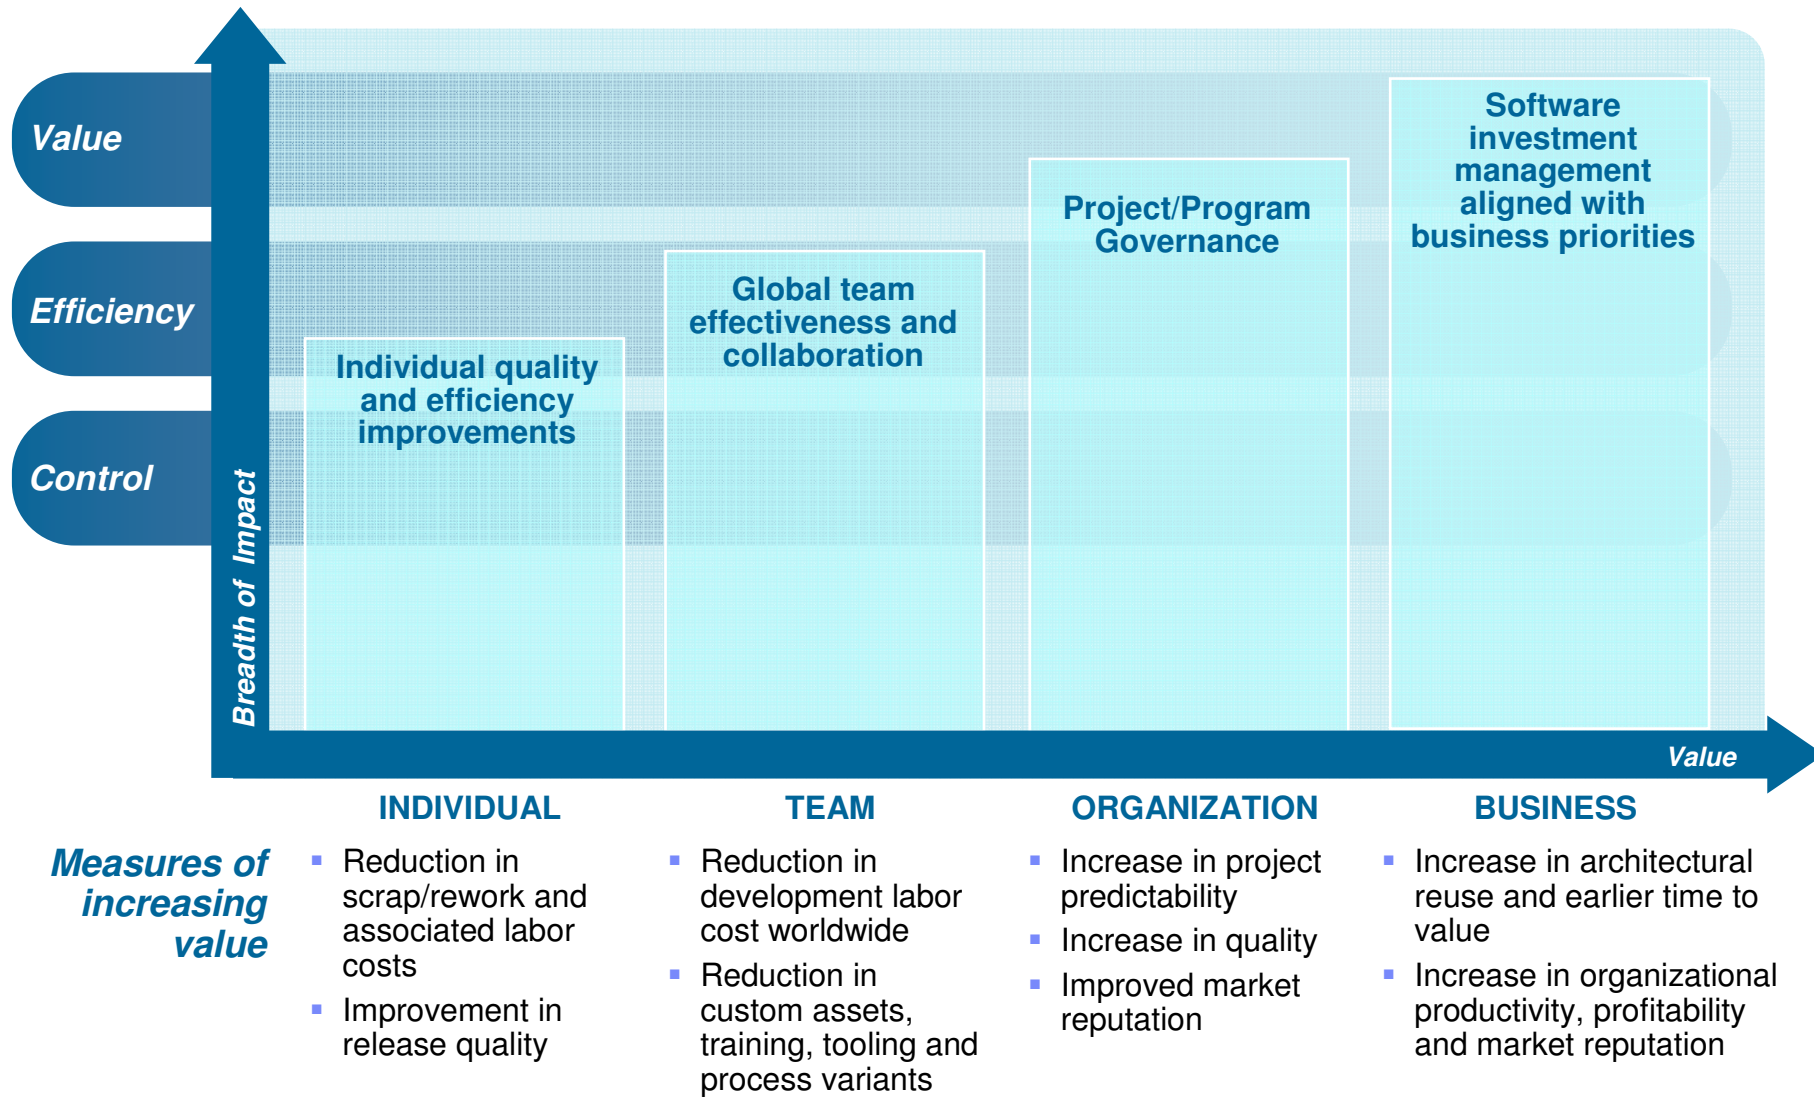 Value
Efficiency
Control
Breadth of Impact
Individual quality
and efficiency
improvements
Global team
effectiveness and
collaboration
Project/Program
Governance
Software
investment
management
aligned with
business priorities
Value
INDIVIDUAL
TEAM
ORGANIZATION
BUSINESS
Measures of
increasing
value
▪ Reduction in
scrap/rework and
associated labor
costs
▪ Improvement in
release quality
▪ Reduction in
development labor
cost worldwide
▪ Reduction in
custom assets,
training, tooling and
process variants
▪ Increase in project
predictability
▪ Increase in quality
▪ Improved market
reputation
▪ Increase in architectural
reuse and earlier time to
value
▪ Increase in organizational
productivity, profitability
and market reputation